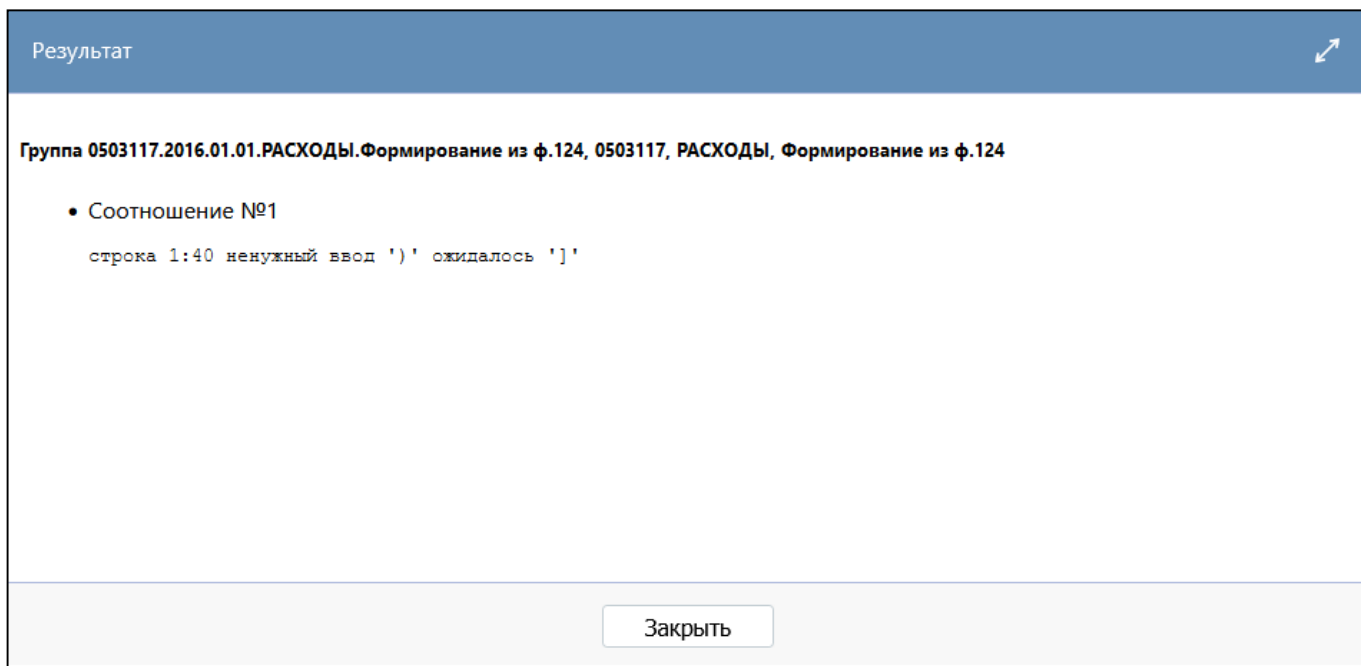 Результат
Группа 0503117.2016.01.01.РАСХОДЫ.Формирование из ф.124, 0503117, РАСХОДЫ, Формирование из ф.124
• Соотношение №1
строка 1:40 ненужный ввод ')' ожидалось ']'
Закрыть